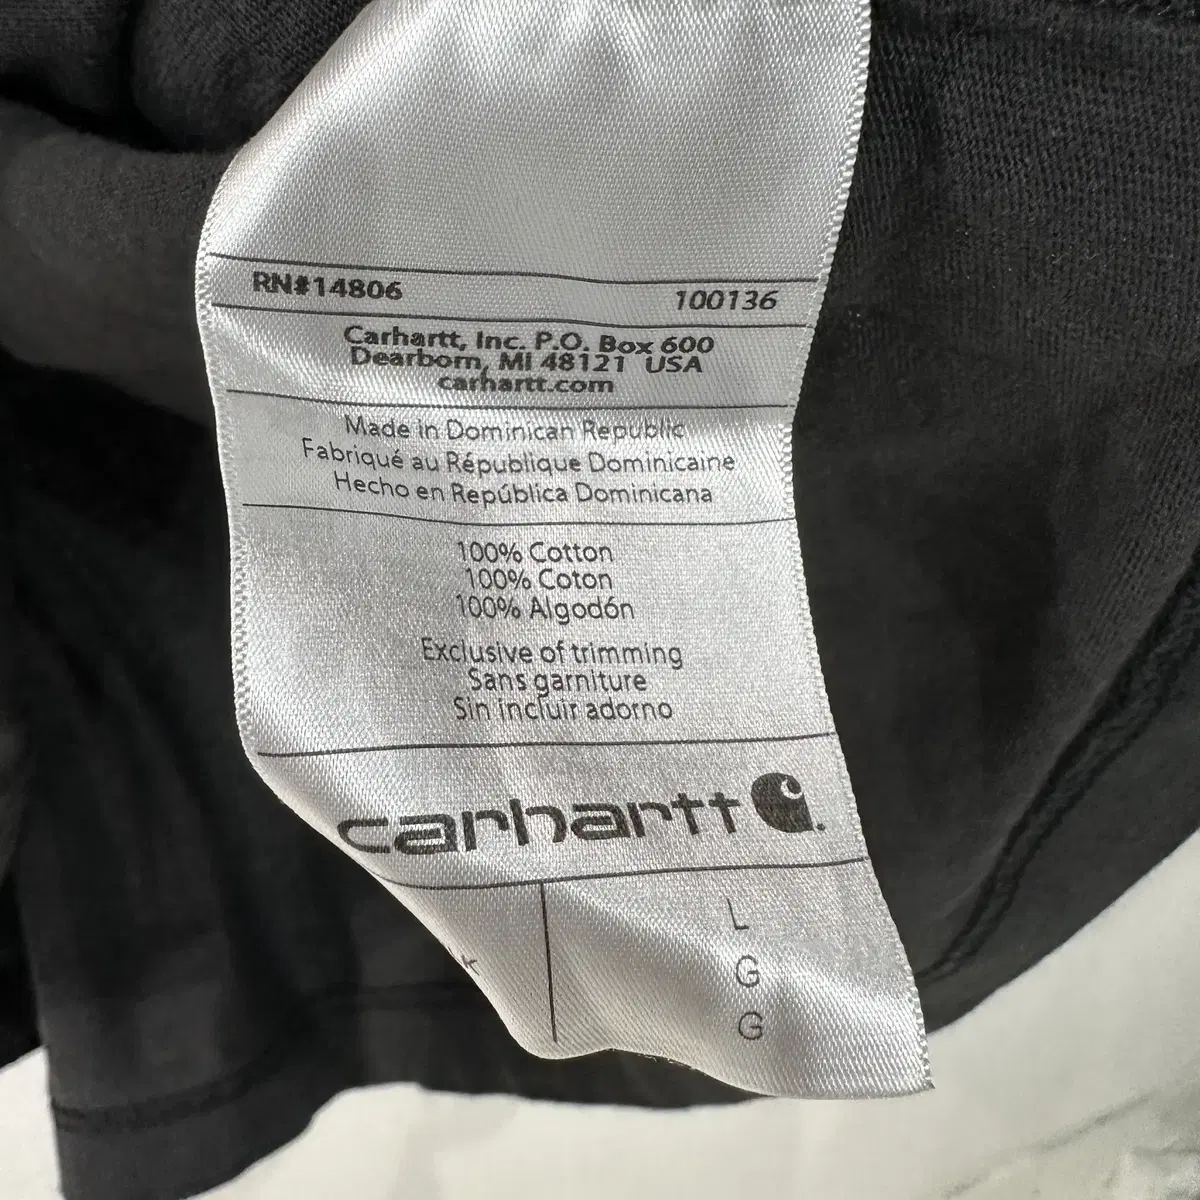 RN#14806 100136
Carhartt, Inc. P.O. Box 600
Dearborn, MI 48121 USA
carhartt.com
Made in Dominican Republic
Fabriqué au République Dominicaine
Hecho en República Dominicana
100% Cotton
100% Coton
100% Algodón
Exclusive of trimming
Sans garniture
Sin incluir adorno
carhartt
L
G
G